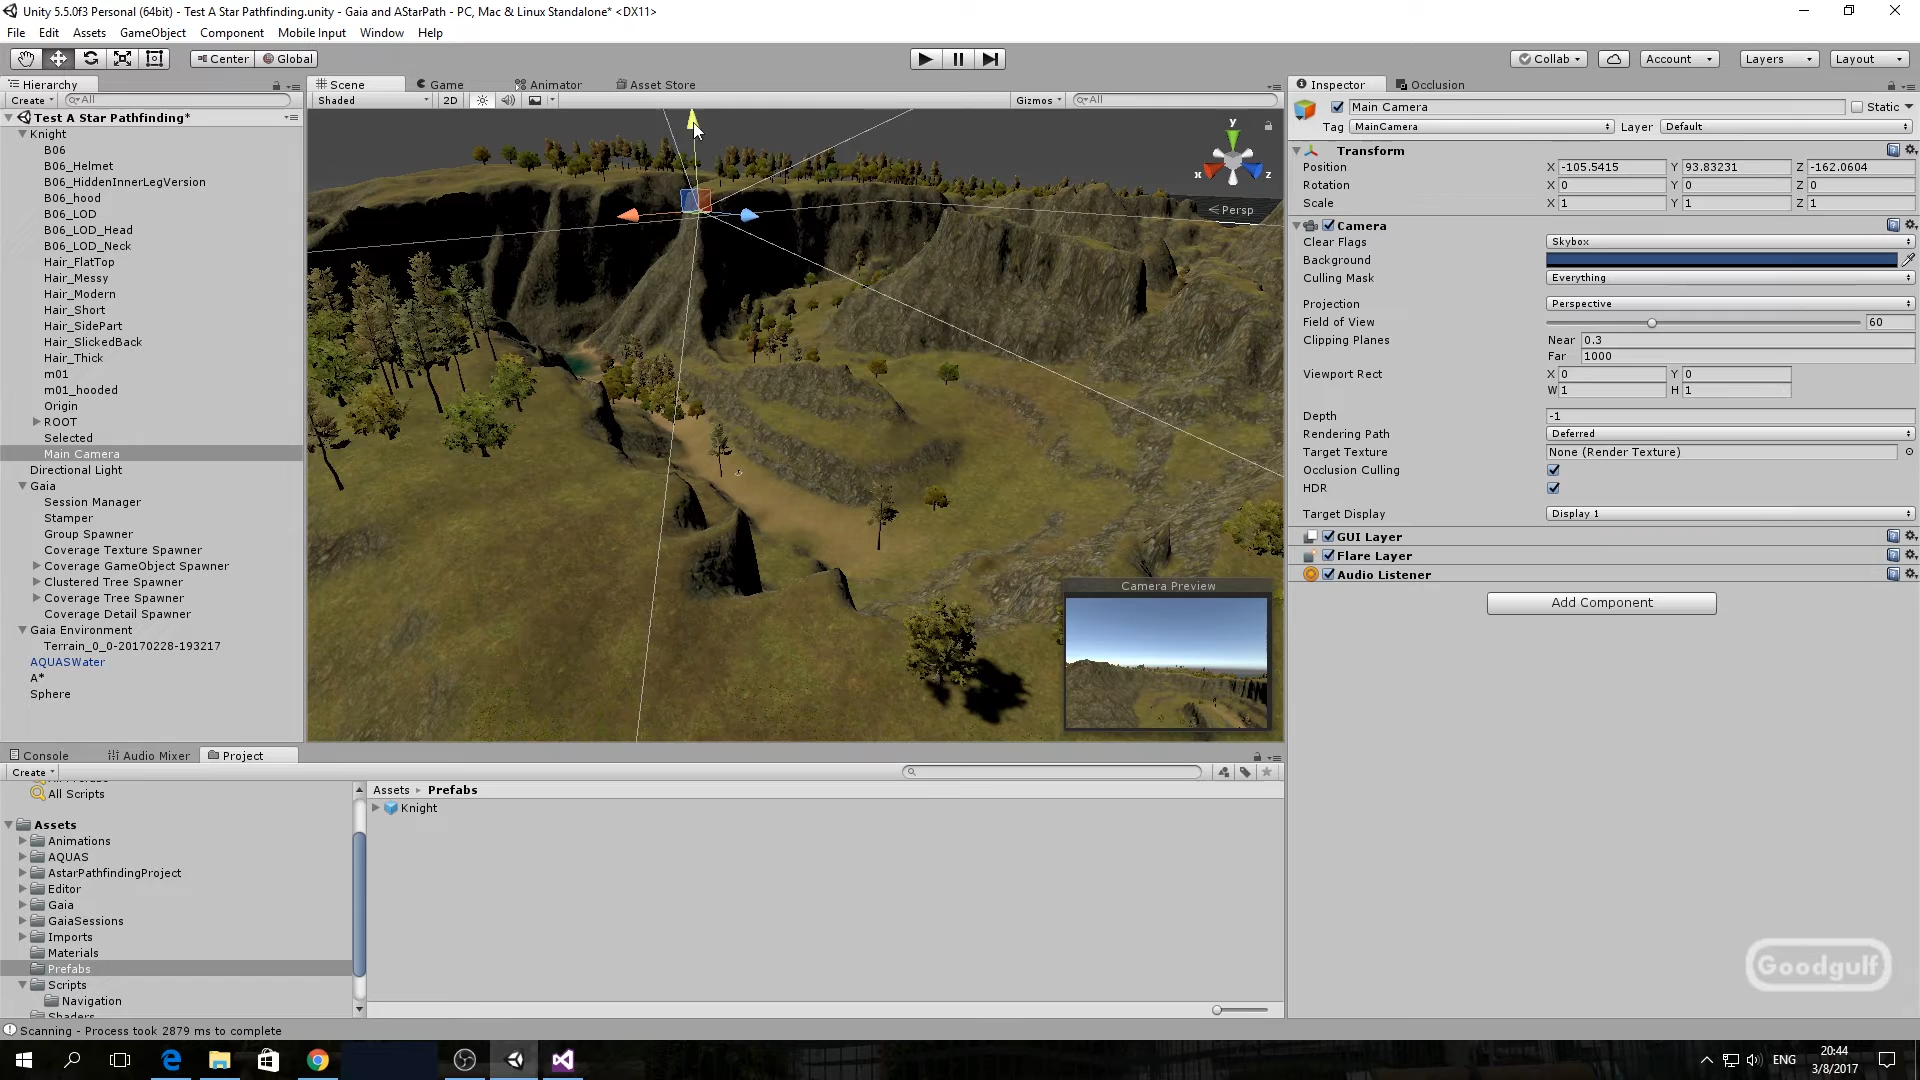 Unity 5.5.0f3 Personal (64bit) - Test A Star Pathfinding.unity - Gaia and AStarPath - PC, Mac & Linux Standalone* <DX11>
File Edit Assets GameObject Component Mobile Input Window Help
Center Global Collab Account Layers Layout
Hierarchy
Create All
Test A Star Pathfinding*
Knight
B06
B06_Helmet
B06_HiddenInnerLegVersion
B06_hood
B06_LOD
B06_LOD_Head
B06_LOD_Neck
Hair_FlatTop
Hair_Messy
Hair_Modern
Hair_Short
Hair_SidePart
Hair_SlickedBack
Hair_Thick
m01
m01_hooded
Origin
ROOT
Selected
Main Camera
Directional Light
Gaia
Session Manager
Stamper
Group Spawner
Coverage Texture Spawner
Coverage GameObject Spawner
Clustered Tree Spawner
Coverage Tree Spawner
Coverage Detail Spawner
Gaia Environment
Terrain_0_0-20170228-193217
AQUASWater
A*
Sphere
Scene Game Animator Asset Store
Shaded 2D Gizmos All
y
x z
Persp
Camera Preview
Inspector Occlusion
Main Camera Static
Tag MainCamera Layer Default
Transform
Position X -105.5415 Y 93.83231 Z -162.0604
Rotation X 0 Y 0 Z 0
Scale X 1 Y 1 Z 1
Camera
Clear Flags Skybox
Background
Culling Mask Everything
Projection Perspective
Field of View 60
Clipping Planes Near 0.3
Far 1000
Viewport Rect X 0 Y 0
W 1 H 1
Depth -1
Rendering Path Deferred
Target Texture None (Render Texture)
Occlusion Culling
HDR
Target Display Display 1
GUI Layer
Flare Layer
Audio Listener
Add Component
Console Audio Mixer Project
Create
All Scripts
Assets
Animations
AQUAS
AstarPathfindingProject
Editor
Gaia
GaiaSessions
Imports
Materials
Prefabs
Scripts
Navigation
Shaders
Assets Prefabs
Knight
Goodgulf
Scanning - Process took 2879 ms to complete
ENG
20:44
3/8/2017